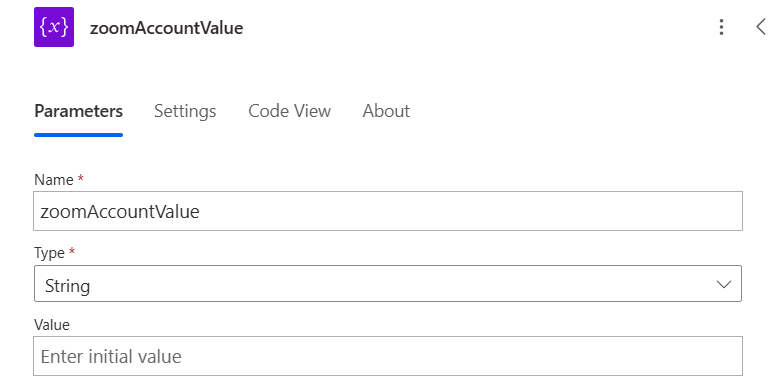 {x} zoomAccountValue
Parameters Settings Code View About
Name *
zoomAccountValue
Type *
String
Value
Enter initial value